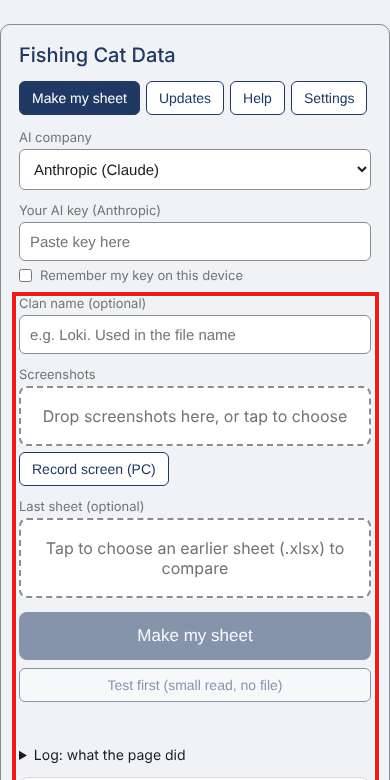 Fishing Cat Data
Make my sheet
Updates
Help
Settings
AI company
Anthropic (Claude)
Your AI key (Anthropic)
Paste key here
Remember my key on this device
Clan name (optional)
e.g. Loki. Used in the file name
Screenshots
Drop screenshots here, or tap to choose
Record screen (PC)
Last sheet (optional)
Tap to choose an earlier sheet (.xlsx) to
compare
Make my sheet
Test first (small read, no file)
Log: what the page did